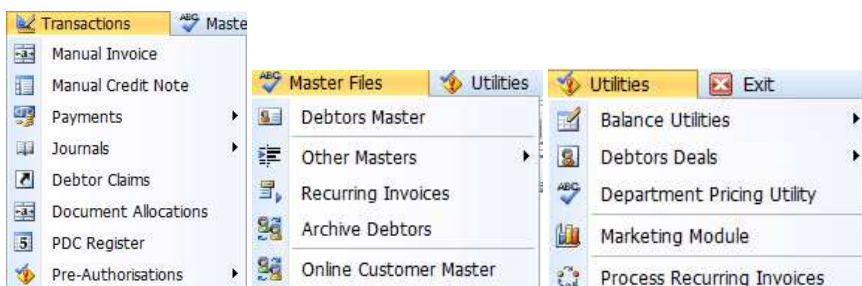 Transactions
Manual Invoice
Manual Credit Note
Payments
Journals
Debtor Claims
Document Allocations
PDC Register
Pre-Authorisations
Master Files Utilities
Debtors Master
Other Masters
Recurring Invoices
Archive Debtors
Online Customer Master
Utilities Exit
Balance Utilities
Debtors Deals
Department Pricing Utility
Marketing Module
Process Recurring Invoices